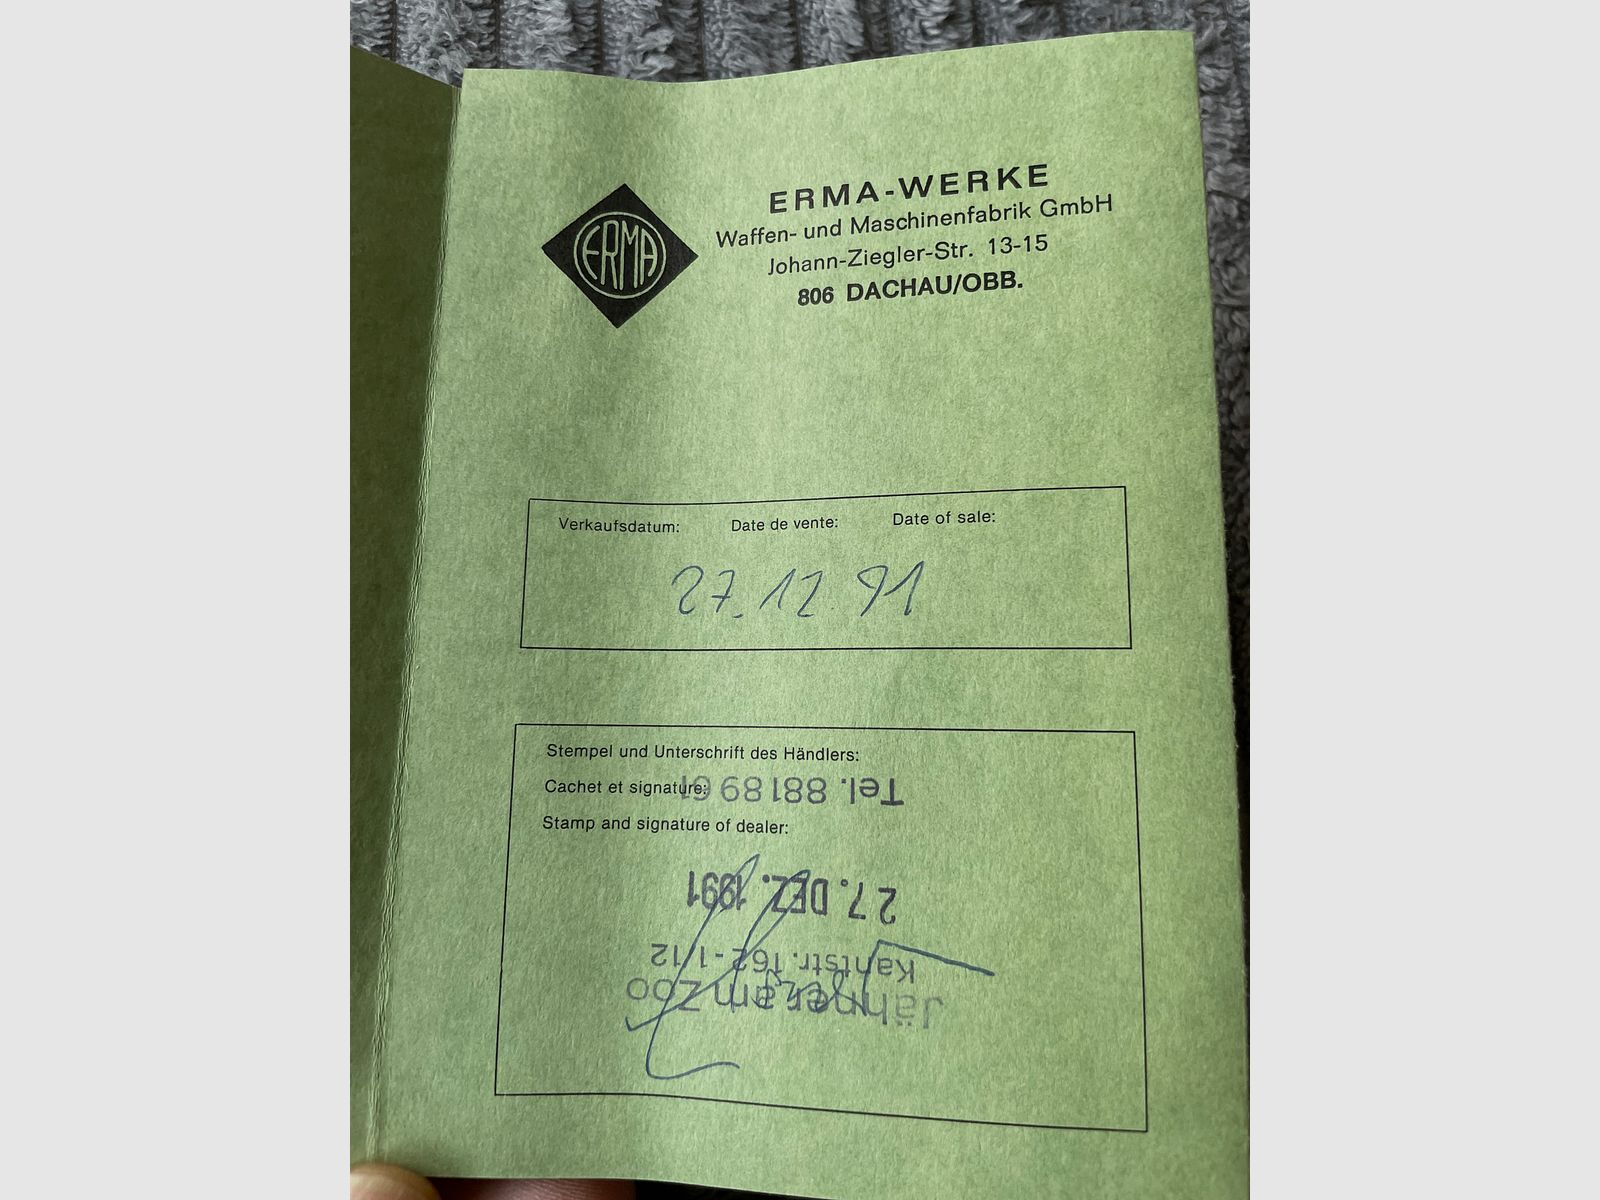 ERMA
ERMA-WERKE
Waffen- und Maschinenfabrik GmbH
Johann-Ziegler-Str. 13-15
806 DACHAU/OBB.
Verkaufsdatum: Date de vente: Date of sale:
27.12.91
Stempel und Unterschrift des Händlers:
Cachet et signature:
Stamp and signature of dealer:
Jähner am Zoo
Kantstr. 162 - 1/12
27. DEZ. 1991
Tel. 881 89 61